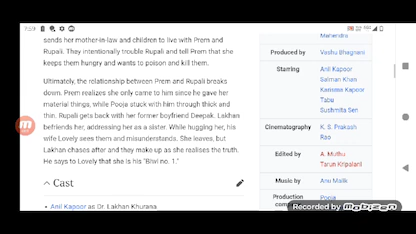 7:59
sends her mother-in-law and children to live with Prem and
Rupali. They intentionally trouble Rupali and tell Prem that she
keeps them hungry and wants to poison and kill them.
Ultimately, the relationship between Prem and Rupali breaks
down. Prem realizes she only came to him since he gave her
material things, while Pooja stuck with him through thick and
thin. Rupali gets back with her former boyfriend Deepak. Lakhan
befriends her, addressing her as a sister. While hugging her, his
wife Lovely sees them and misunderstands. She leaves, but
Lakhan chases after and they make up as she realises the truth.
He says to Lovely that she is his "Biwi no. 1."
Cast
• Anil Kapoor as Dr. Lakhan Khurana
Mahendru
Produced by Vashu Bhagnani
Starring Anil Kapoor
Salman Khan
Karisma Kapoor
Tabu
Sushmita Sen
Cinematography K. S. Prakash
Rao
Edited by A. Muthu
Tarun Kripalani
Music by Anu Malik
Production Pooja
Recorded by Mobizen